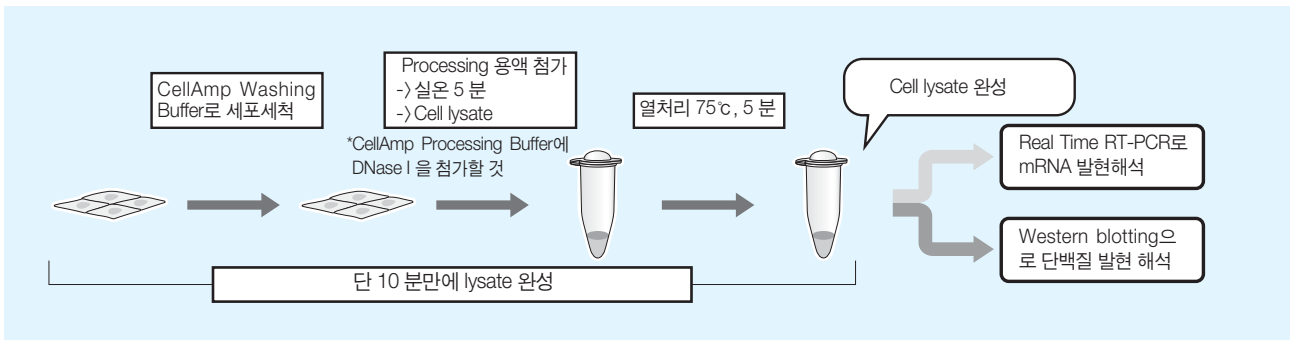 CellAmp Washing
Buffer로 세포세척
Processing 용액 첨가
-> 실온 5 분
-> Cell lysate
*CellAmp Processing Buffer에
DNase I 을 첨가할 것
열처리 75℃, 5 분
Cell lysate 완성
Real Time RT-PCR로
mRNA 발현해석
Western blotting으
로 단백질 발현 해석
단 10 분만에 lysate 완성